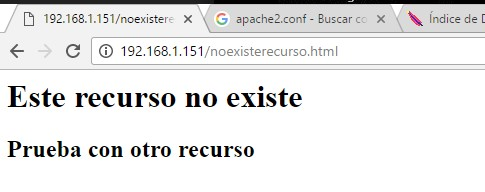 192.168.1.151/noexistere
apache2.conf - Buscar co
Índice de D
192.168.1.151/noexisterecurso.html
Este recurso no existe
Prueba con otro recurso